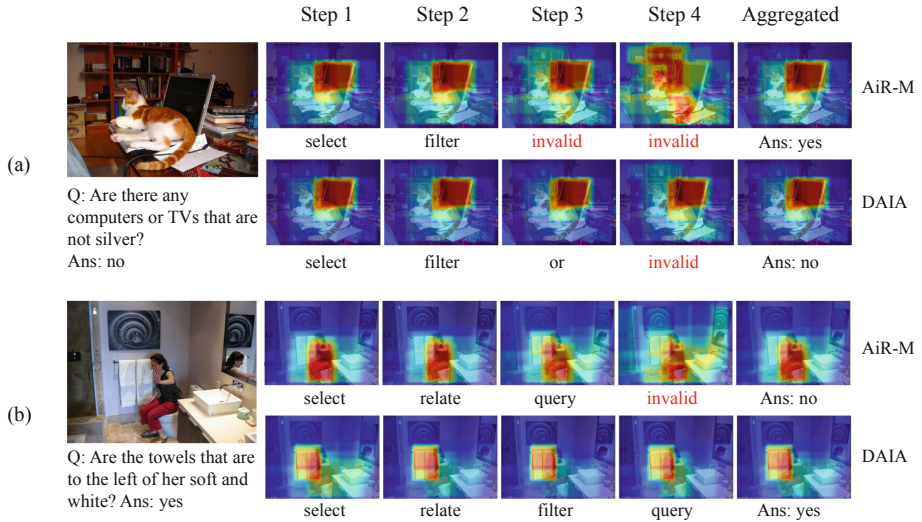 Step 1 Step 2 Step 3 Step 4 Aggregated
AiR-M
select filter invalid invalid Ans: yes
(a)
DAIA
Q: Are there any
computers or TVs that are
not silver?
Ans: no
select filter or invalid Ans: no
AiR-M
select relate query invalid Ans: no
(b)
DAIA
Q: Are the towels that are
to the left of her soft and
white? Ans: yes
select relate filter query Ans: yes